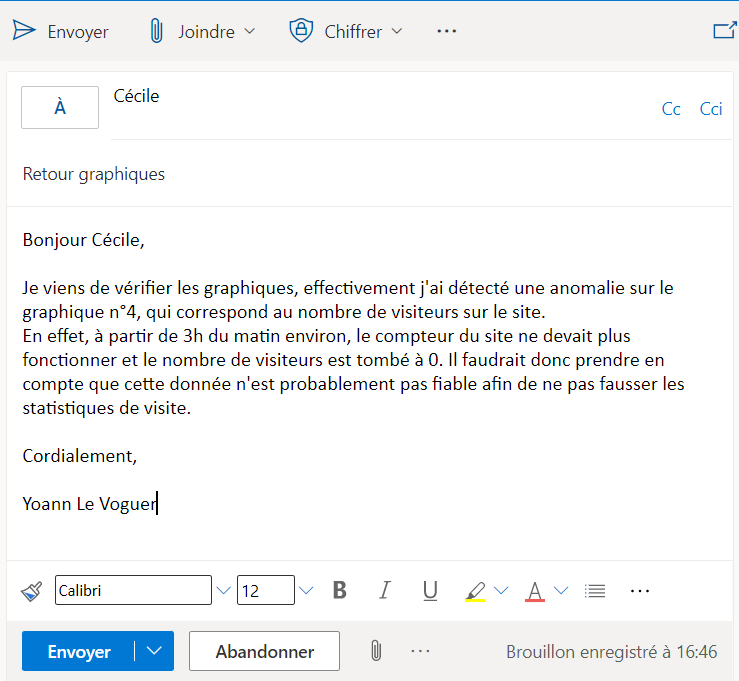 Envoyer Joindre Chiffrer ...
À Cécile Cc Cci
Retour graphiques
Bonjour Cécile,
Je viens de vérifier les graphiques, effectivement j'ai détecté une anomalie sur le
graphique n°4, qui correspond au nombre de visiteurs sur le site.
En effet, à partir de 3h du matin environ, le compteur du site ne devait plus
fonctionner et le nombre de visiteurs est tombé à 0. Il faudrait donc prendre en
compte que cette donnée n'est probablement pas fiable afin de ne pas fausser les
statistiques de visite.
Cordialement,
Yoann Le Voguer
Calibri 12 B I U A ...
Envoyer Abandonner ... Brouillon enregistré à 16:46